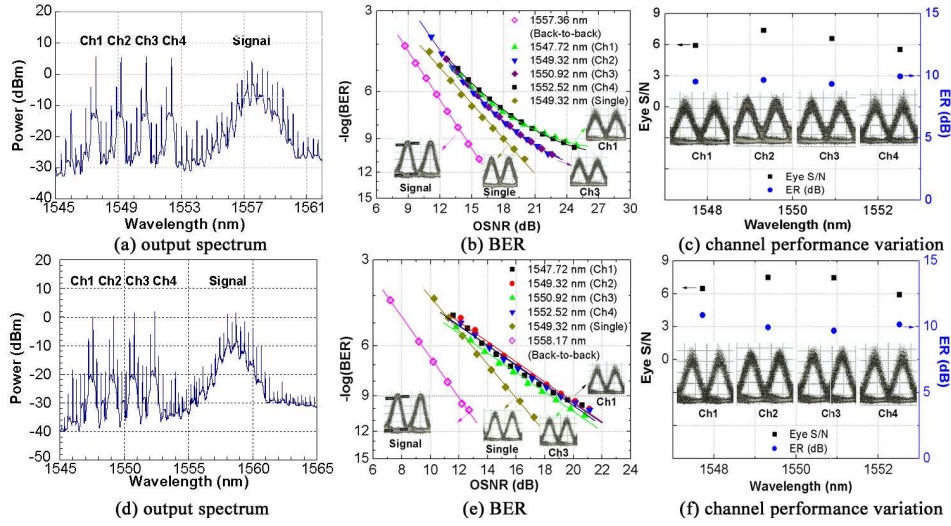 20
10
0
-10
-20
-30
-40
Power (dBm)
Ch1 Ch2 Ch3 Ch4
Signal
1545 1549 1553 1557 1561
Wavelength (nm)
(a) output spectrum
3
6
9
12
15
-log(BER)
1557.36 nm
(Back-to-back)
1547.72 nm (Ch1)
1549.32 nm (Ch2)
1550.92 nm (Ch3)
1552.52 nm (Ch4)
1549.32 nm (Single)
Signal
Single
Ch1
Ch3
6 9 12 15 18 21 24 27 30
OSNR (dB)
(b) BER
9
6
3
0
Eye S/N
Ch1 Ch2 Ch3 Ch4
Eye S/N
ER (dB)
15
10
5
0
ER (dB)
1548 1550 1552
Wavelength (nm)
(c) channel performance variation
20
10
0
-10
-20
-30
-40
-50
Power (dBm)
Ch1 Ch2 Ch3 Ch4
Signal
1545 1550 1555 1560 1565
Wavelength (nm)
(d) output spectrum
3
6
9
12
15
-log(BER)
1547.72 nm (Ch1)
1549.32 nm (Ch2)
1550.92 nm (Ch3)
1552.52 nm (Ch4)
1549.32 nm (Single)
1558.17 nm
(Back-to-back)
Signal
Single
Ch1
Ch3
6 8 10 12 14 16 18 20 22 24
OSNR (dB)
(e) BER
9
6
3
0
Eye S/N
Ch1 Ch2 Ch3 Ch4
Eye S/N
ER (dB)
15
10
5
0
ER (dB)
1548 1550 1552
Wavelength (nm)
(f) channel performance variation